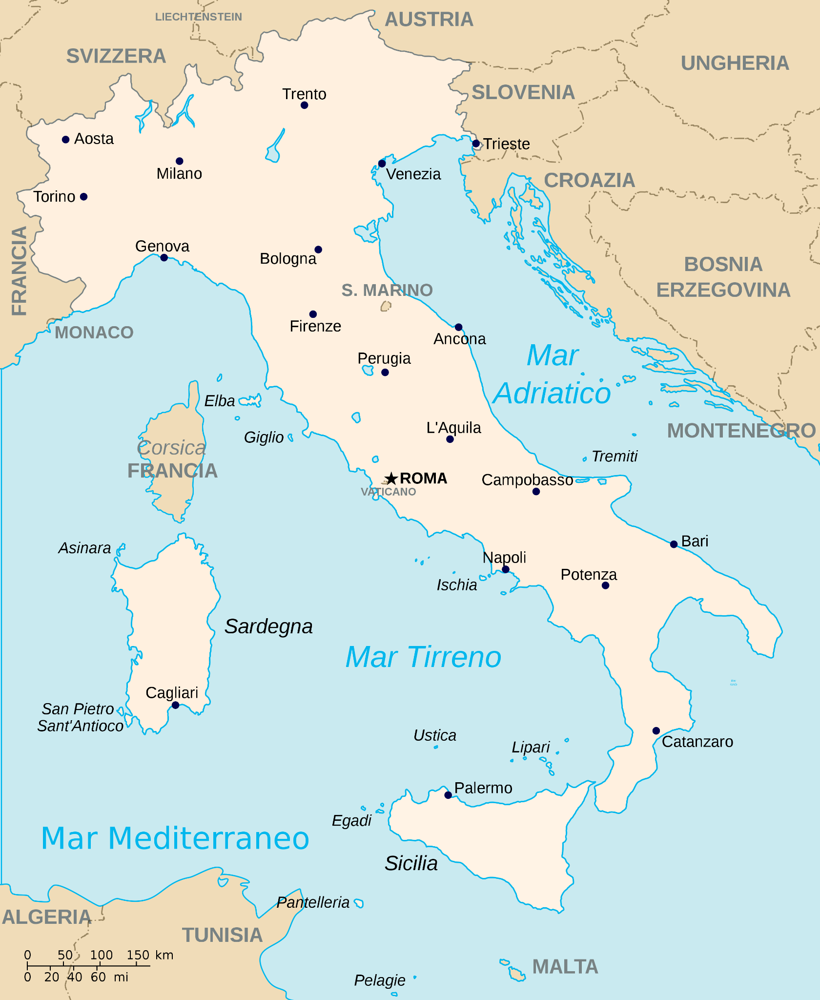 LIECHTENSTEIN
AUSTRIA
SVIZZERA
UNGHERIA
Trento
SLOVENIA
Aosta
Trieste
Milano
Venezia
CROAZIA
Torino
FRANCIA
Genova
Bologna
BOSNIA
ERZEGOVINA
S. MARINO
Firenze
MONACO
Ancona
Perugia
Mar
Adriatico
Elba
L'Aquila
MONTENEGRO
Giglio
Corsica
FRANCIA
Tremiti
ROMA
Campobasso
VATICANO
Asinara
Bari
Napoli
Potenza
Ischia
Sardegna
Mar Tirreno
Mar
Ionio
Cagliari
San Pietro
Sant'Antioco
Ustica
Lipari
Catanzaro
Palermo
Egadi
Mar Mediterraneo
Sicilia
Pantelleria
ALGERIA
TUNISIA
0 50 100 150 km
0 20 40 60 mi
MALTA
Pelagie